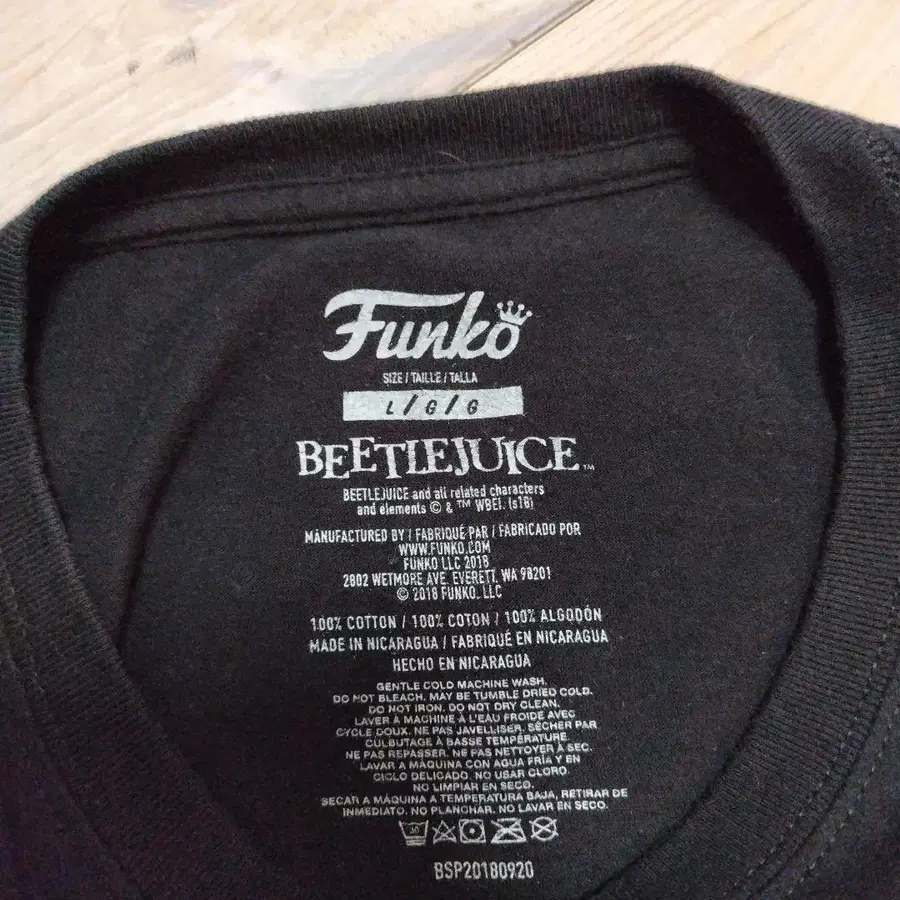 Funko
SIZE / TAILLE / TALLA
L / G / G
BEETLEJUICE ™
BEETLEJUICE and all related characters
and elements © & ™ WBEI. (s18)
MANUFACTURED BY / FABRIQUÉ PAR / FABRICADO POR
WWW.FUNKO.COM
FUNKO LLC 2018
2802 WETMORE AVE. EVERETT, WA 98201
© 2018 FUNKO, LLC
100% COTTON / 100% COTON / 100% ALGODÓN
MADE IN NICARAGUA / FABRIQUÉ EN NICARAGUA
HECHO EN NICARAGUA
GENTLE COLD MACHINE WASH.
DO NOT BLEACH. MAY BE TUMBLE DRIED COLD.
DO NOT IRON. DO NOT DRY CLEAN.
LAVER À MACHINE À L'EAU FROIDE AVEC
CYCLE DOUX. NE PAS JAVELLISER. SÉCHER PAR
CULBUTAGE À BASSE TEMPÉRATURE.
NE PAS REPASSER. NE PAS NETTOYER À SEC.
LAVAR A MÁQUINA CON AGUA FRÍA Y EN
CICLO DELICADO. NO USAR CLORO.
NO LIMPIAR EN SECO.
SECAR A MÁQUINA A TEMPERATURA BAJA, RETIRAR DE
INMEDIATO. NO PLANCHAR. NO LAVAR EN SECO.
30
BSP20180920